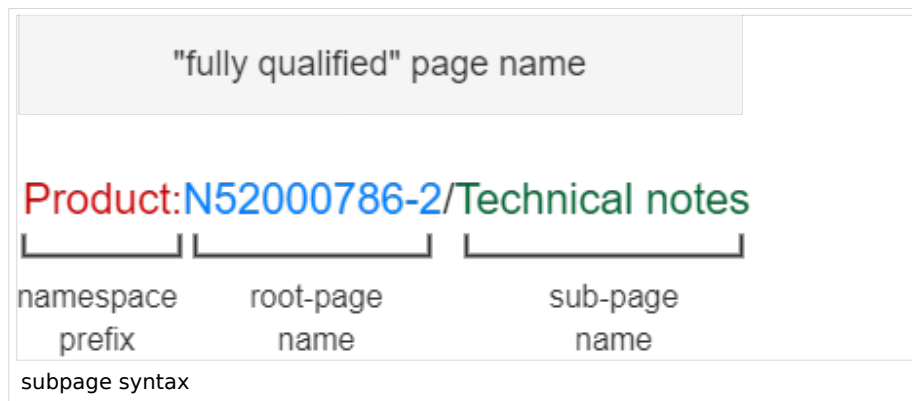 "fully qualified" page name
Product:N52000786-2/Technical notes
namespace root-page sub-page
prefix name name
subpage syntax